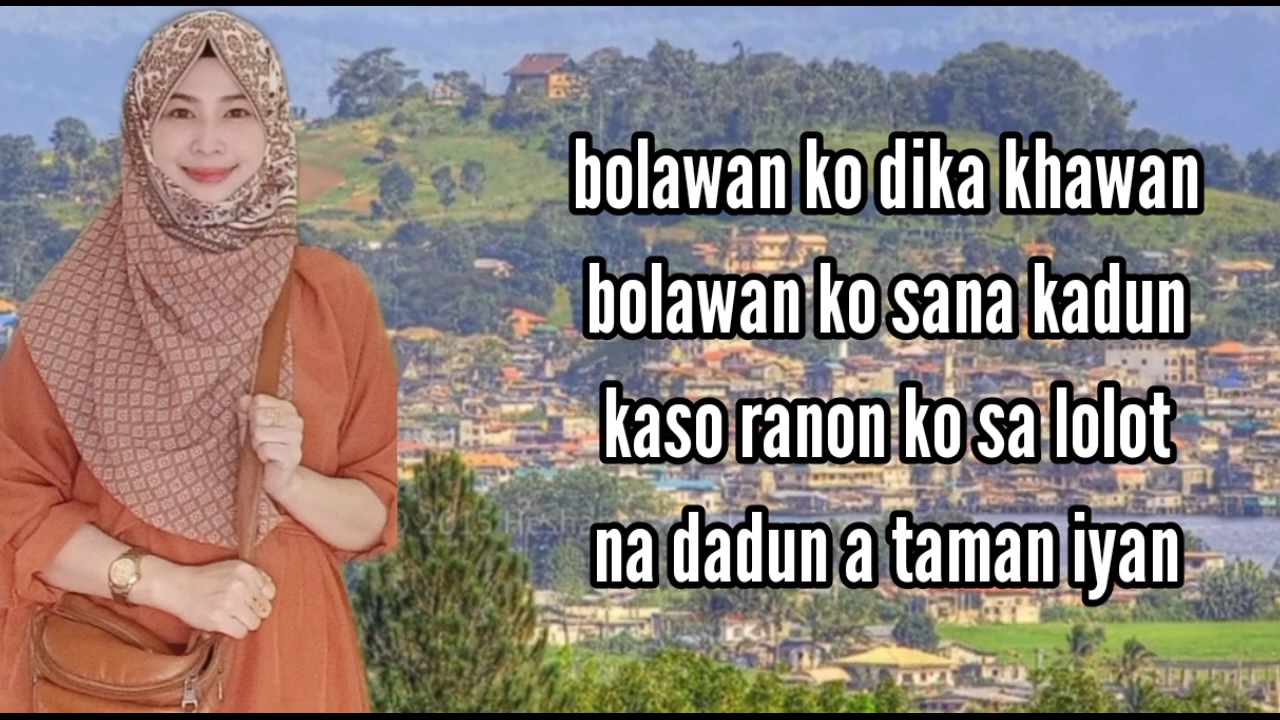 bolawan ko dika khawan
bolawan ko sana kadun
kaso ranon ko sa lolot
na dadun a taman iyan